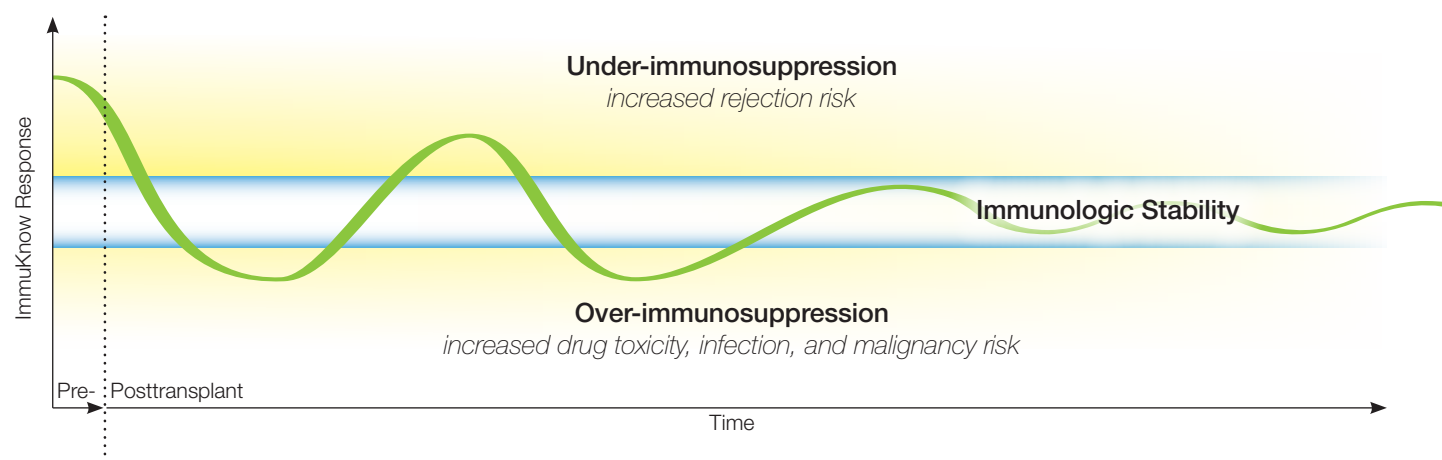 Under-immunosuppression
increased rejection risk
ImmuKnow Response
Immunologic Stability
Over-immunosuppression
increased drug toxicity, infection, and malignancy risk
Pre-
Posttransplant
Time